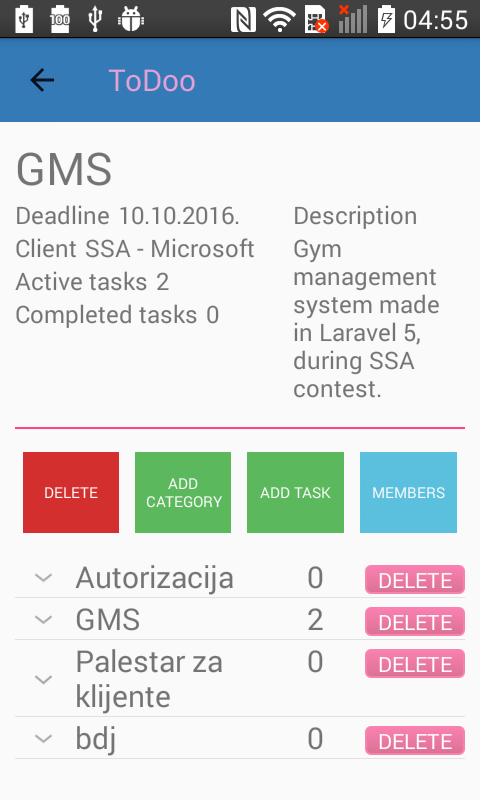 100
04:55
ToDoo
GMS
Deadline 10.10.2016.
Client SSA - Microsoft
Active tasks 2
Completed tasks 0
Description
Gym
management
system made
in Laravel 5,
during SSA
contest.
DELETE
ADD
CATEGORY
ADD TASK
MEMBERS
Autorizacija 0 DELETE
GMS 2 DELETE
Palestar za 0 DELETE
klijente
bdj 0 DELETE